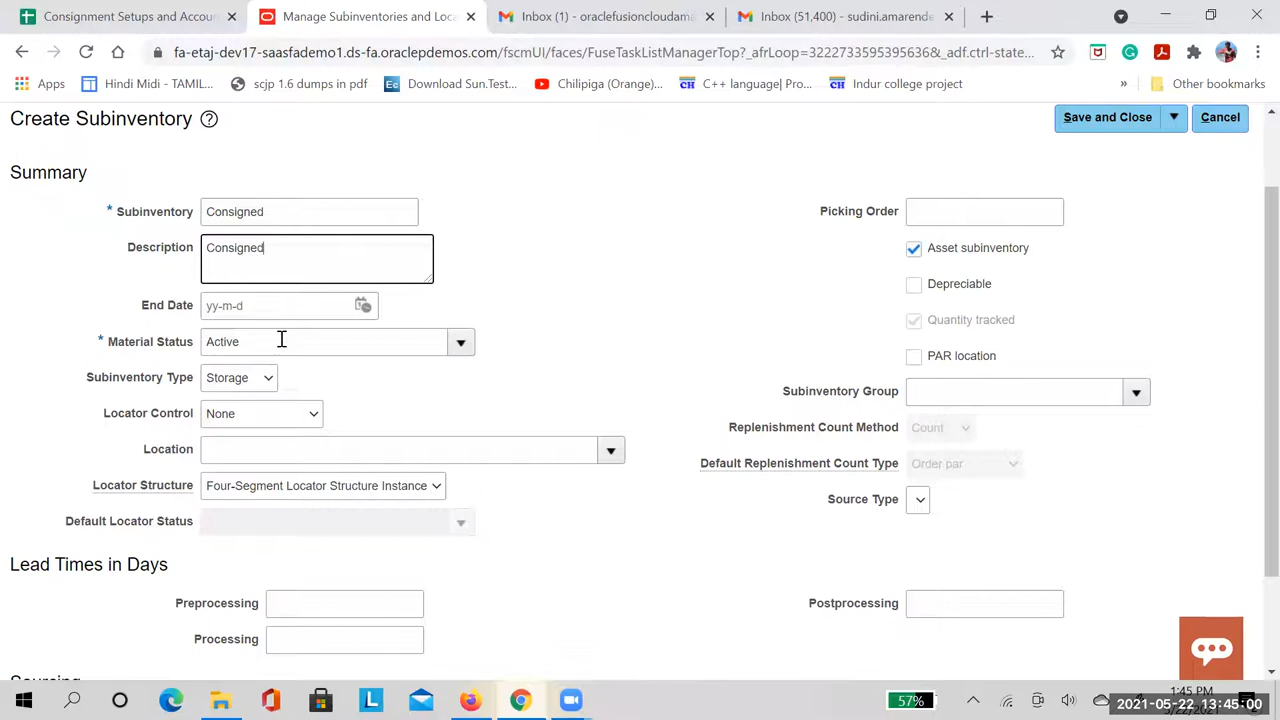 Consignment Setups and Accou
Manage Subinventories and Loc
Inbox (1) - oraclefusioncloudam
Inbox (51,400) - sudini.amarend
fa-etaj-dev17-saasfademo1.ds-fa.oraclepdemos.com/fscmUI/faces/FuseTaskListManagerTop?_afrLoop=32227335955395636&_adf.ctrl-state...
Apps
Hindi Midi - TAMIL...
scjp 1.6 dumps in pdf
Ec
Download Sun.Test...
Chilipiga (Orange)...
CH
C++ language| Pro...
CH
Indur college project
»
Other bookmarks
Create Subinventory ?
Save and Close
Cancel
Summary
* Subinventory Consigned
Picking Order
Description Consigned
Asset subinventory
Depreciable
End Date yy-m-d
Quantity tracked
* Material Status Active
PAR location
Subinventory Type Storage
Subinventory Group
Locator Control None
Replenishment Count Method Count
Location
Default Replenishment Count Type Order par
Locator Structure Four-Segment Locator Structure Instance
Source Type
Default Locator Status
Lead Times in Days
Preprocessing
Postprocessing
Processing
57%
1:45 PM
2021-05-22 13:45:00